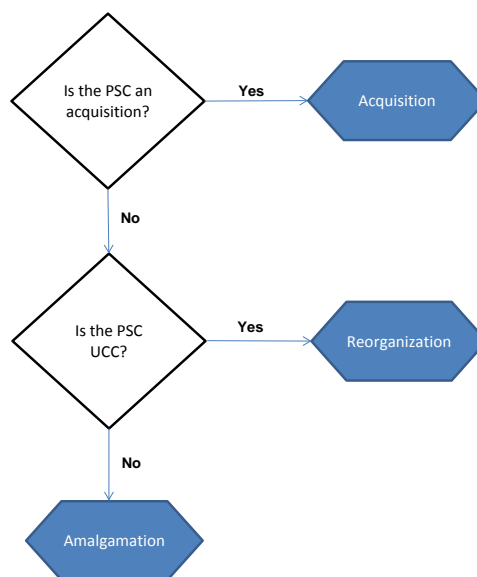 Is the PSC an
acquisition?
Yes
Acquisition
No
Is the PSC
UCC?
Yes
Reorganization
No
Amalgamation